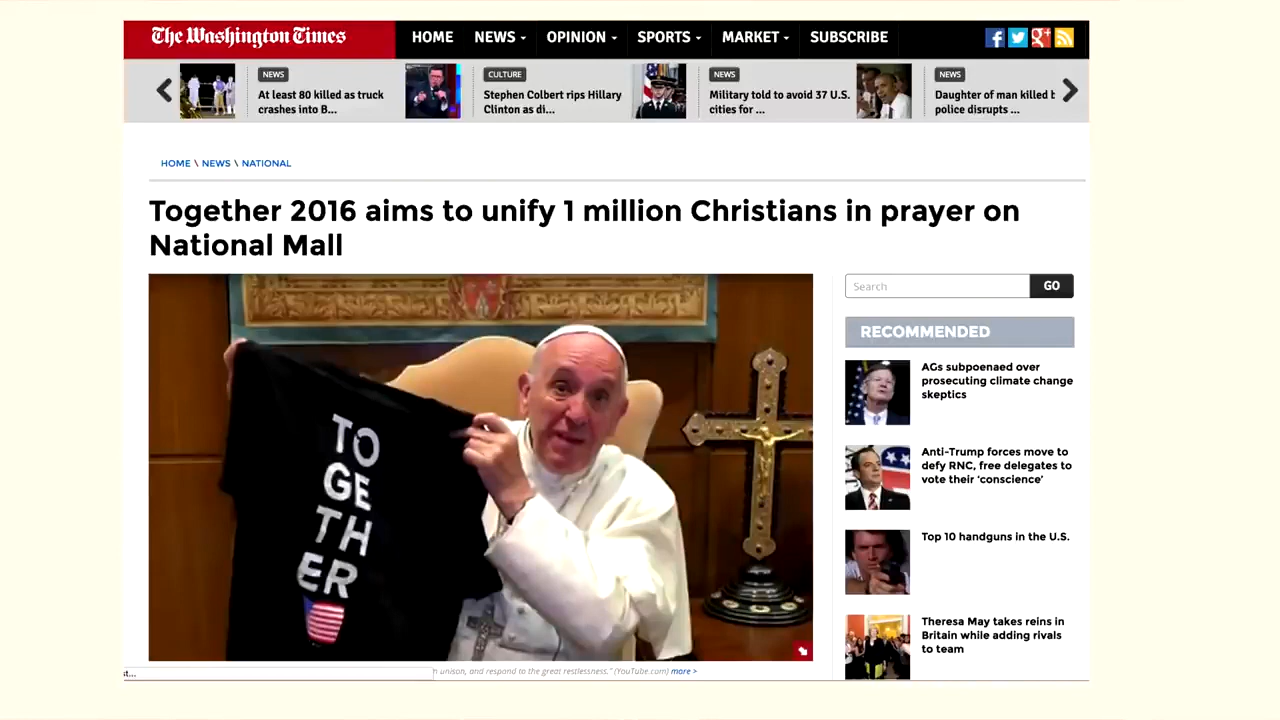 The Washington Times
HOME NEWS OPINION SPORTS MARKET SUBSCRIBE
NEWS
At least 80 killed as truck
crashes into B...
CULTURE
Stephen Colbert rips Hillary
Clinton as di...
NEWS
Military told to avoid 37 U.S.
cities for ...
NEWS
Daughter of man killed b
police disrupts ...
HOME \ NEWS \ NATIONAL
Together 2016 aims to unify 1 million Christians in prayer on
National Mall
TO
GE
TH
ER
Search GO
RECOMMENDED
AGs subpoenaed over
prosecuting climate change
skeptics
Anti-Trump forces move to
defy RNC, free delegates to
vote their ‘conscience’
Top 10 handguns in the U.S.
Theresa May takes reins in
Britain while adding rivals
to team
unison, and respond to the great restlessness." (YouTube.com) more >